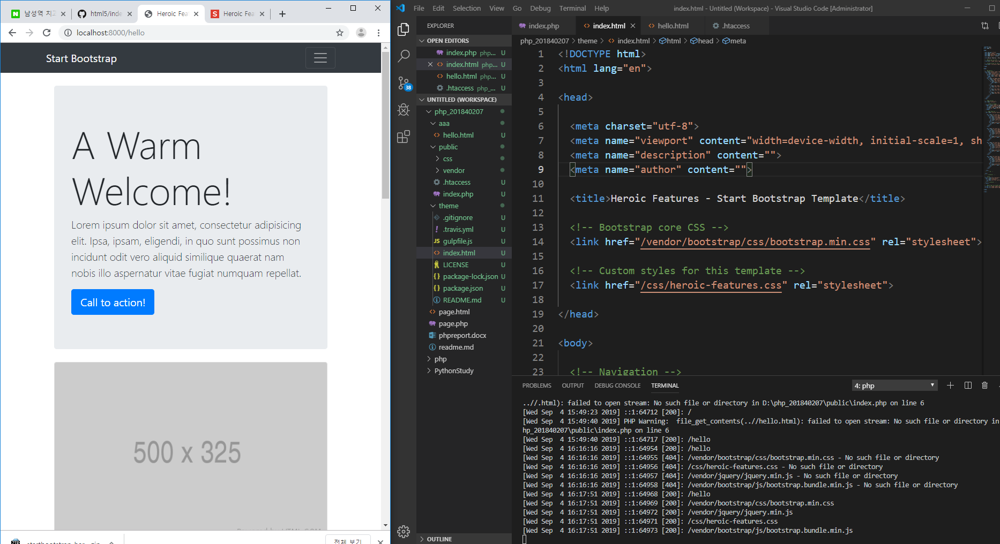 남성역 치과
html5/inde
Heroic Fea
Heroic Fea
localhost:8000/hello
Start Bootstrap
A Warm
Welcome!
Lorem ipsum dolor sit amet, consectetur adipisicing
elit. Ipsa, ipsam, eligendi, in quo sunt possimus non
incidunt odit vero aliquid similique quaerat nam
nobis illo aspernatur vitae fugiat numquam repellat.
Call to action!
500 x 325
Powered by HTML.COM
전체 보기
File Edit Selection View Go Debug Terminal Help
index.html - Untitled (Workspace) - Visual Studio Code [Administrator]
38
EXPLORER
OPEN EDITORS
index.php php... U
index.html php... U
hello.html php... U
.htaccess php_... U
UNTITLED (WORKSPACE)
php_201840207
aaa
hello.html U
public
css
vendor
.htaccess U
index.php U
theme
.gitignore U
.travis.yml U
JS gulpfile.js U
index.html U
LICENSE U
{} package-lock.json U
{} package.json U
README.md U
page.html
page.php
phpreport.docx
readme.md
php
PythonStudy
OUTLINE
index.php
index.html
hello.html
.htaccess
php_201840207 > theme > index.html > html > head > meta
1 <!DOCTYPE html>
2 <html lang="en">
3
4 <head>
5
6 <meta charset="utf-8">
7 <meta name="viewport" content="width=device-width, initial-scale=1, sh
8 <meta name="description" content="">
9 <meta name="author" content="">
10
11 <title>Heroic Features - Start Bootstrap Template</title>
12
13 <!-- Bootstrap core CSS -->
14 <link href="/vendor/bootstrap/css/bootstrap.min.css" rel="stylesheet">
15
16 <!-- Custom styles for this template -->
17 <link href="/css/heroic-features.css" rel="stylesheet">
18
19 </head>
20
21 <body>
22
23 <!-- Navigation -->
PROBLEMS OUTPUT DEBUG CONSOLE TERMINAL
4: php
..//.html): failed to open stream: No such file or directory in D:\php_201840207\public\index.php on line 6
[Wed Sep  4 15:49:23 2019] ::1:64712 [200]: /
[Wed Sep  4 15:49:40 2019] PHP Warning:  file_get_contents(..//hello.html): failed to open stream: No such file or directory in
hp_201840207\public\index.php on line 6
[Wed Sep  4 15:49:40 2019] ::1:64717 [200]: /hello
[Wed Sep  4 16:16:16 2019] ::1:64954 [200]: /hello
[Wed Sep  4 16:16:16 2019] ::1:64955 [404]: /vendor/bootstrap/css/bootstrap.min.css - No such file or directory
[Wed Sep  4 16:16:16 2019] ::1:64956 [404]: /css/heroic-features.css - No such file or directory
[Wed Sep  4 16:16:16 2019] ::1:64957 [404]: /vendor/jquery/jquery.min.js - No such file or directory
[Wed Sep  4 16:16:16 2019] ::1:64958 [404]: /vendor/bootstrap/js/bootstrap.bundle.min.js - No such file or directory
[Wed Sep  4 16:17:51 2019] ::1:64968 [200]: /hello
[Wed Sep  4 16:17:51 2019] ::1:64969 [200]: /vendor/bootstrap/css/bootstrap.min.css
[Wed Sep  4 16:17:51 2019] ::1:64972 [200]: /vendor/jquery/jquery.min.js
[Wed Sep  4 16:17:51 2019] ::1:64971 [200]: /css/heroic-features.css
[Wed Sep  4 16:17:51 2019] ::1:64973 [200]: /vendor/bootstrap/js/bootstrap.bundle.min.js